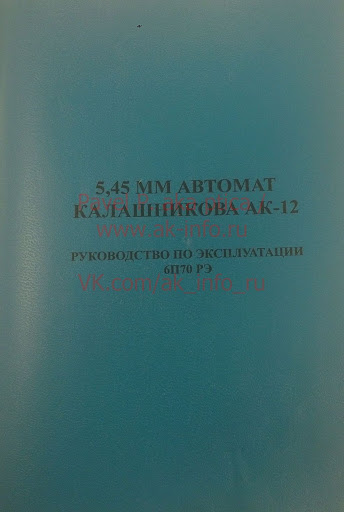 5,45 ММ АВТОМАТ
КАЛАШНИКОВА АК-12
www.ak-info.ru
РУКОВОДСТВО ПО ЭКСПЛУАТАЦИИ
6П70 РЭ
VK.com/ak_info_ru